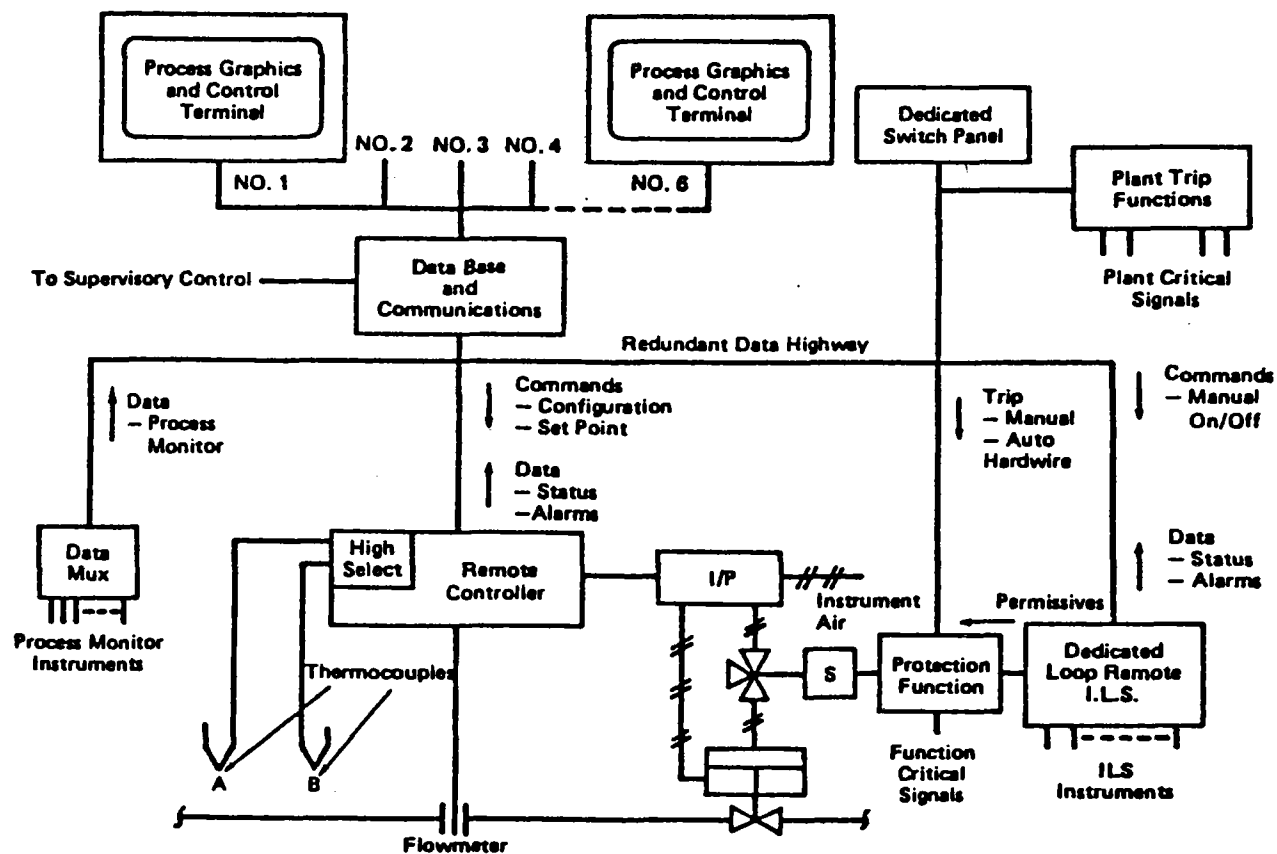 Process Graphics
and Control
Terminal
Process Graphics
and Control
Terminal
Dedicated
Switch Panel
NO. 2
NO. 3
NO. 4
NO. 1
NO. 6
Plant Trip
Functions
Plant Critical
Signals
To Supervisory Control
Data Base
and
Communications
Redundant Data Highway
Data
– Process
Monitor
Commands
– Configuration
– Set Point
Data
– Status
– Alarms
Trip
– Manual
– Auto
Hardwire
Commands
– Manual
On/Off
Data
– Status
– Alarms
Data
Mux
Process Monitor
Instruments
High
Select
Remote
Controller
I/P
Instrument
Air
Permissives
Thermocouples
A
B
S
Protection
Function
Dedicated
Loop Remote
I.L.S.
Function
Critical
Signals
ILS
Instruments
Flowmeter